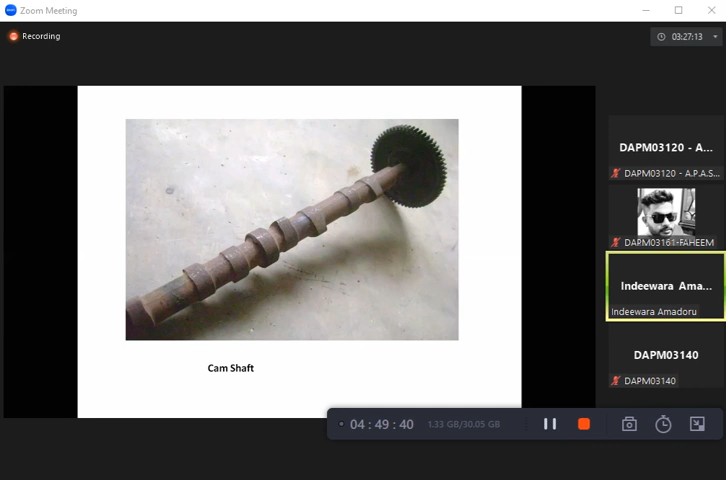 Zoom Meeting
Recording
03:27:13
DAPM03120 - A...
DAPM03120 - A.P.A.S...
DAPM03161-FAHEEM
Indeewara Ama...
Indeewara Amadoru
DAPM03140
DAPM03140
Cam Shaft
04:49:40
1.33 GB/30.05 GB